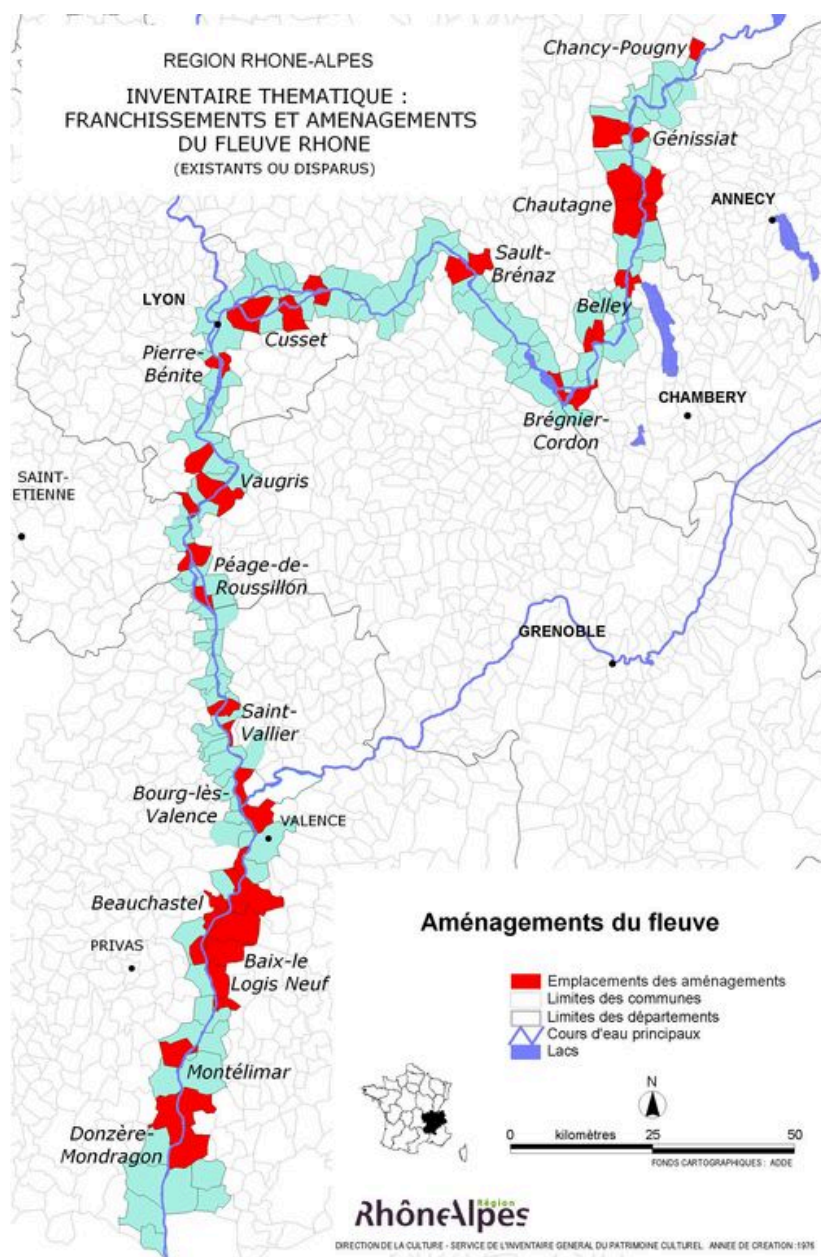 REGION RHONE-ALPES
INVENTAIRE THEMATIQUE :
FRANCHISSEMENTS ET AMENAGEMENTS
DU FLEUVE RHONE
(EXISTANTS OU DISPARUS)
Chancy-Pougny
Génissiat
Chautagne
ANNECY
Sault-
Brénaz
LYON
Belley
Cusset
Pierre-
Bénite
CHAMBERY
Brégnier-
Cordon
SAINT-
ETIENNE
Vaugris
Péage-de-
Roussillon
GRENOBLE
Saint-
Vallier
Bourg-lès-
Valence
VALENCE
Beauchastel
PRIVAS
Baix-le
Logis Neuf
Montélimar
Donzère-
Mondragon
Aménagements du fleuve
Emplacements des aménagements
Limites des communes
Limites des départements
Cours d'eau principaux
Lacs
N
0 kilomètres 25 50
FONDS CARTOGRAPHIQUES : ADDE
Région
RhôneAlpes
DIRECTION DE LA CULTURE - SERVICE DE L'INVENTAIRE GENERAL DU PATRIMOINE CULTUREL ANNEE DE CREATION :1976